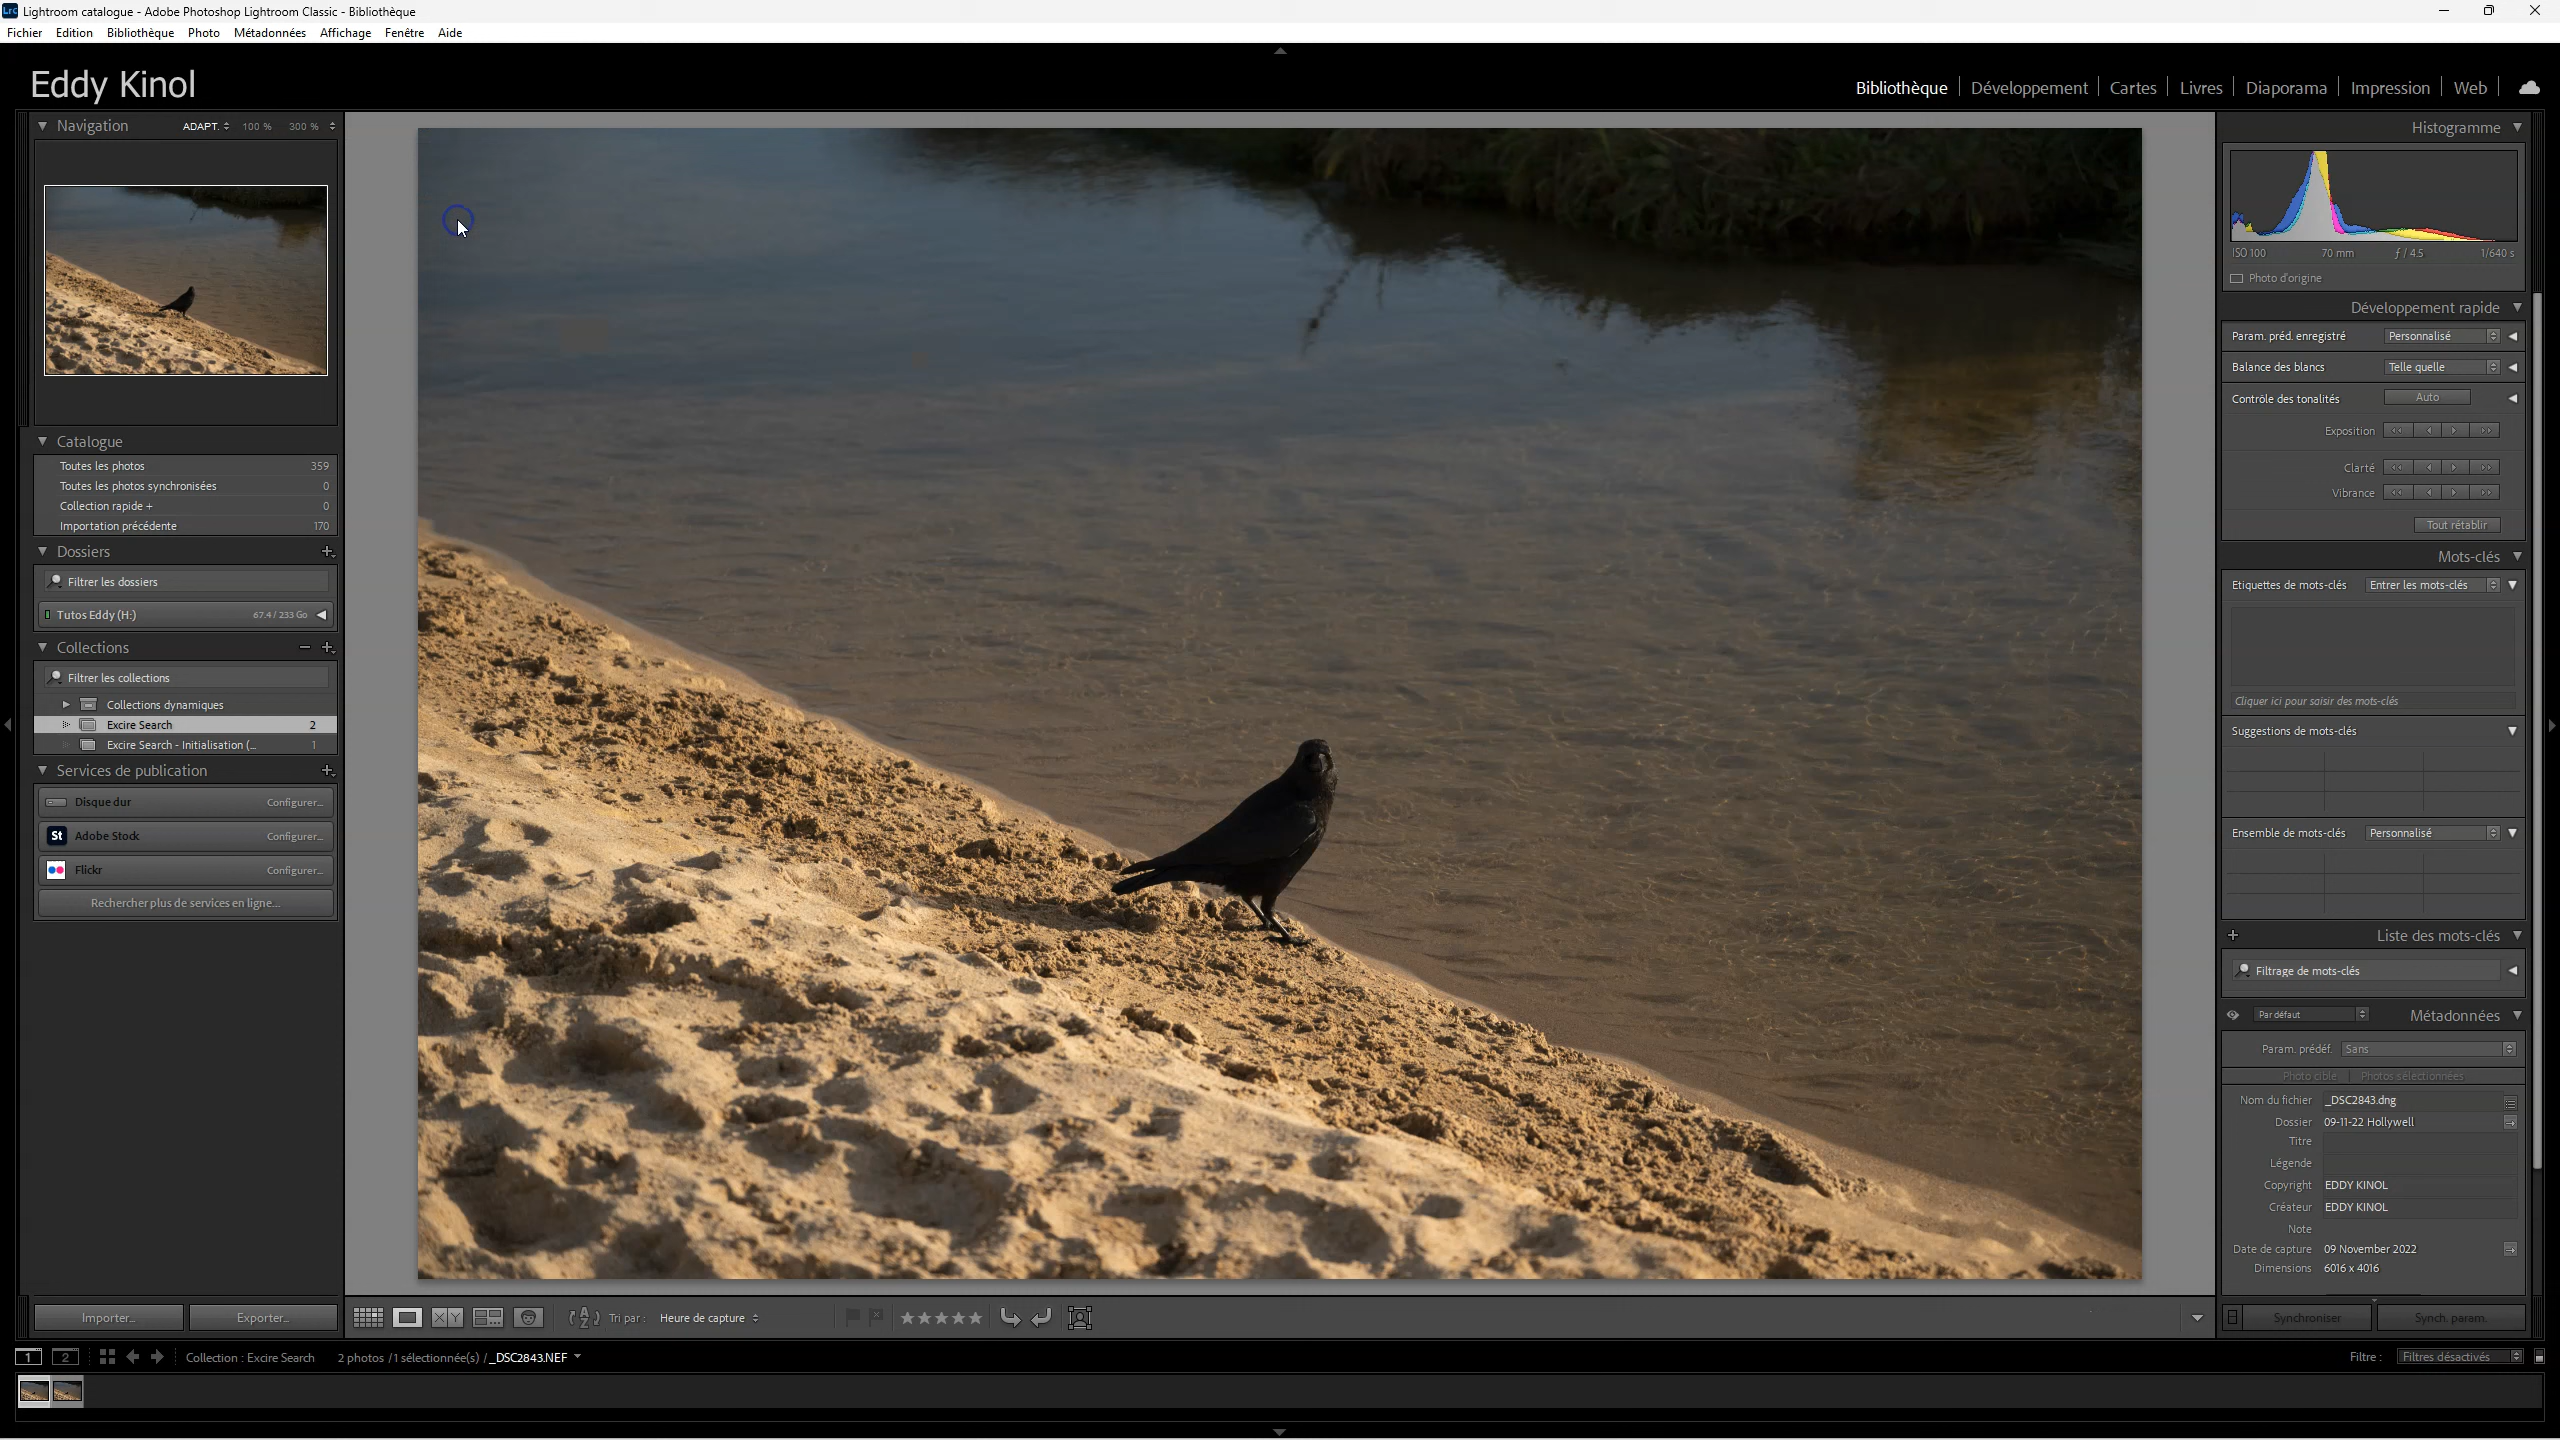 Lrc Lightroom catalogue - Adobe Photoshop Lightroom Classic - Bibliothèque
Fichier Edition Bibliothèque Photo Métadonnées Affichage Fenêtre Aide
Eddy Kinol
Bibliothèque | Développement | Cartes | Livres | Diaporama | Impression | Web |
Navigation ADAPT. 100 % 300 %
Catalogue
Toutes les photos 359
Toutes les photos synchronisées 0
Collection rapide + 0
Importation précédente 170
Dossiers
Filtrer les dossiers
Tutos Eddy (H:) 67.4 / 233 Go
Collections
Filtrer les collections
Collections dynamiques
Excire Search 2
Excire Search - Initialisation (... 1
Services de publication
Disque dur Configurer...
St Adobe Stock Configurer...
Flickr Configurer...
Rechercher plus de services en ligne...
Importer... Exporter...
Histogramme
ISO 100 70 mm ƒ / 4.5 1/640 s
Photo d'origine
Développement rapide
Param. préd. enregistré Personnalisé
Balance des blancs Telle quelle
Contrôle des tonalités Auto
Exposition
Clarté
Vibrance
Tout rétablir
Mots-clés
Etiquettes de mots-clés Entrer les mots-clés
Cliquer ici pour saisir des mots-clés
Suggestions de mots-clés
Ensemble de mots-clés Personnalisé
Liste des mots-clés
Filtrage de mots-clés
Par défaut Métadonnées
Param. prédéf. Sans
Photo cible | Photos sélectionnées
Nom du fichier _DSC2843.dng
Dossier 09-11-22 Hollywell
Titre
Légende
Copyright EDDY KINOL
Créateur EDDY KINOL
Note
Date de capture 09 November 2022
Dimensions 6016 x 4016
Synchroniser Synch. param.
XY Tri par : Heure de capture
1 2 Collection : Excire Search 2 photos / 1 sélectionnée(s) / _DSC2843.NEF
Filtre : Filtres désactivés